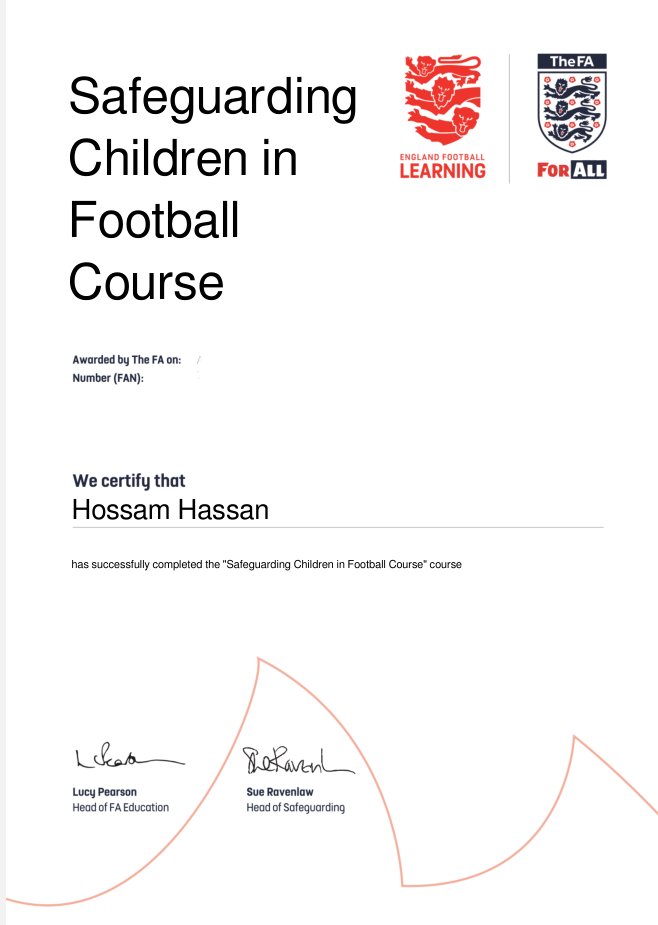 Safeguarding
Children in
Football
Course
ENGLAND FOOTBALL
LEARNING
The FA
FOR ALL
Awarded by The FA on:
Number (FAN):
We certify that
Hossam Hassan
has successfully completed the "Safeguarding Children in Football Course" course
Lucy Pearson
Head of FA Education
Sue Ravenlaw
Head of Safeguarding